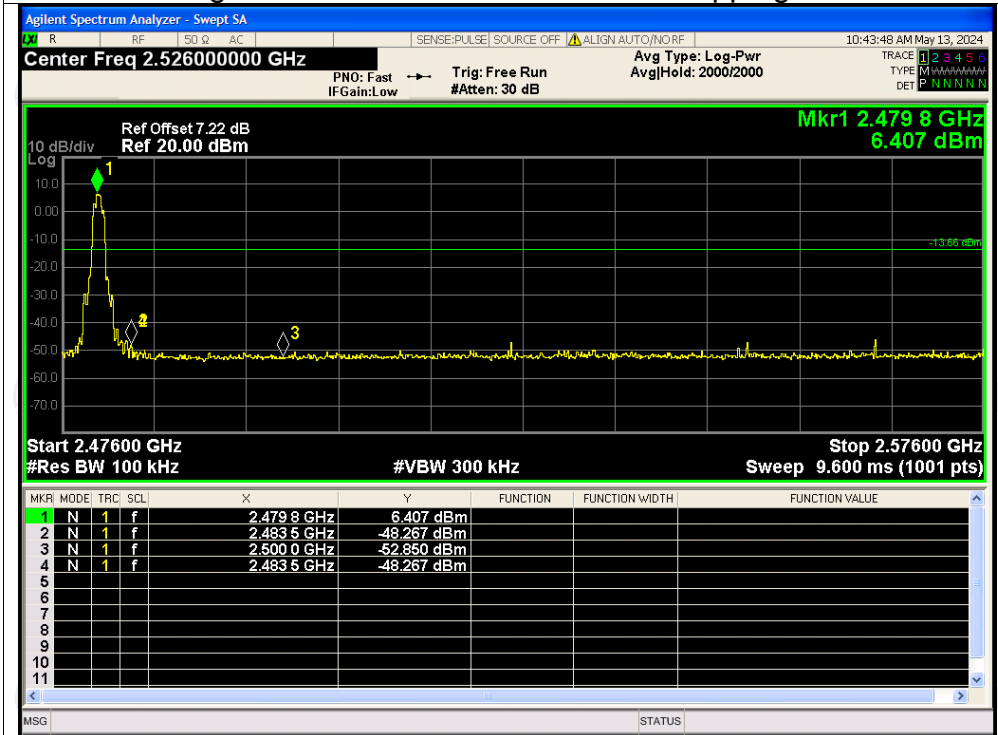 Agilent Spectrum Analyzer - Swept SA
LXI R RF 50 Ω AC SENSE:PULSE SOURCE OFF ALIGN AUTO/NO RF 10:43:48 AM May 13, 2024
Center Freq 2.526000000 GHz Avg Type: Log-Pwr TRACE 1 2 3 4 5 6
PNO: Fast Trig: Free Run Avg|Hold: 2000/2000 TYPE M
IFGain:Low #Atten: 30 dB DET P N N N N N
Mkr1 2.479 8 GHz
Ref Offset 7.22 dB
10 dB/div Ref 20.00 dBm 6.407 dBm
Log
1
10.0
0.00
-10.0
-13.66 dBm
-20.0
-30.0
-40.0
3
-50.0
-60.0
-70.0
Start 2.47600 GHz Stop 2.57600 GHz
#Res BW 100 kHz #VBW 300 kHz Sweep 9.600 ms (1001 pts)
MKR MODE TRC SCL X Y FUNCTION FUNCTION WIDTH FUNCTION VALUE
1 N 1 f 2.479 8 GHz 6.407 dBm
2 N 1 f 2.483 5 GHz -48.267 dBm
3 N 1 f 2.500 0 GHz -52.850 dBm
4 N 1 f 2.483 5 GHz -48.267 dBm
5
6
7
8
9
10
11
MSG STATUS